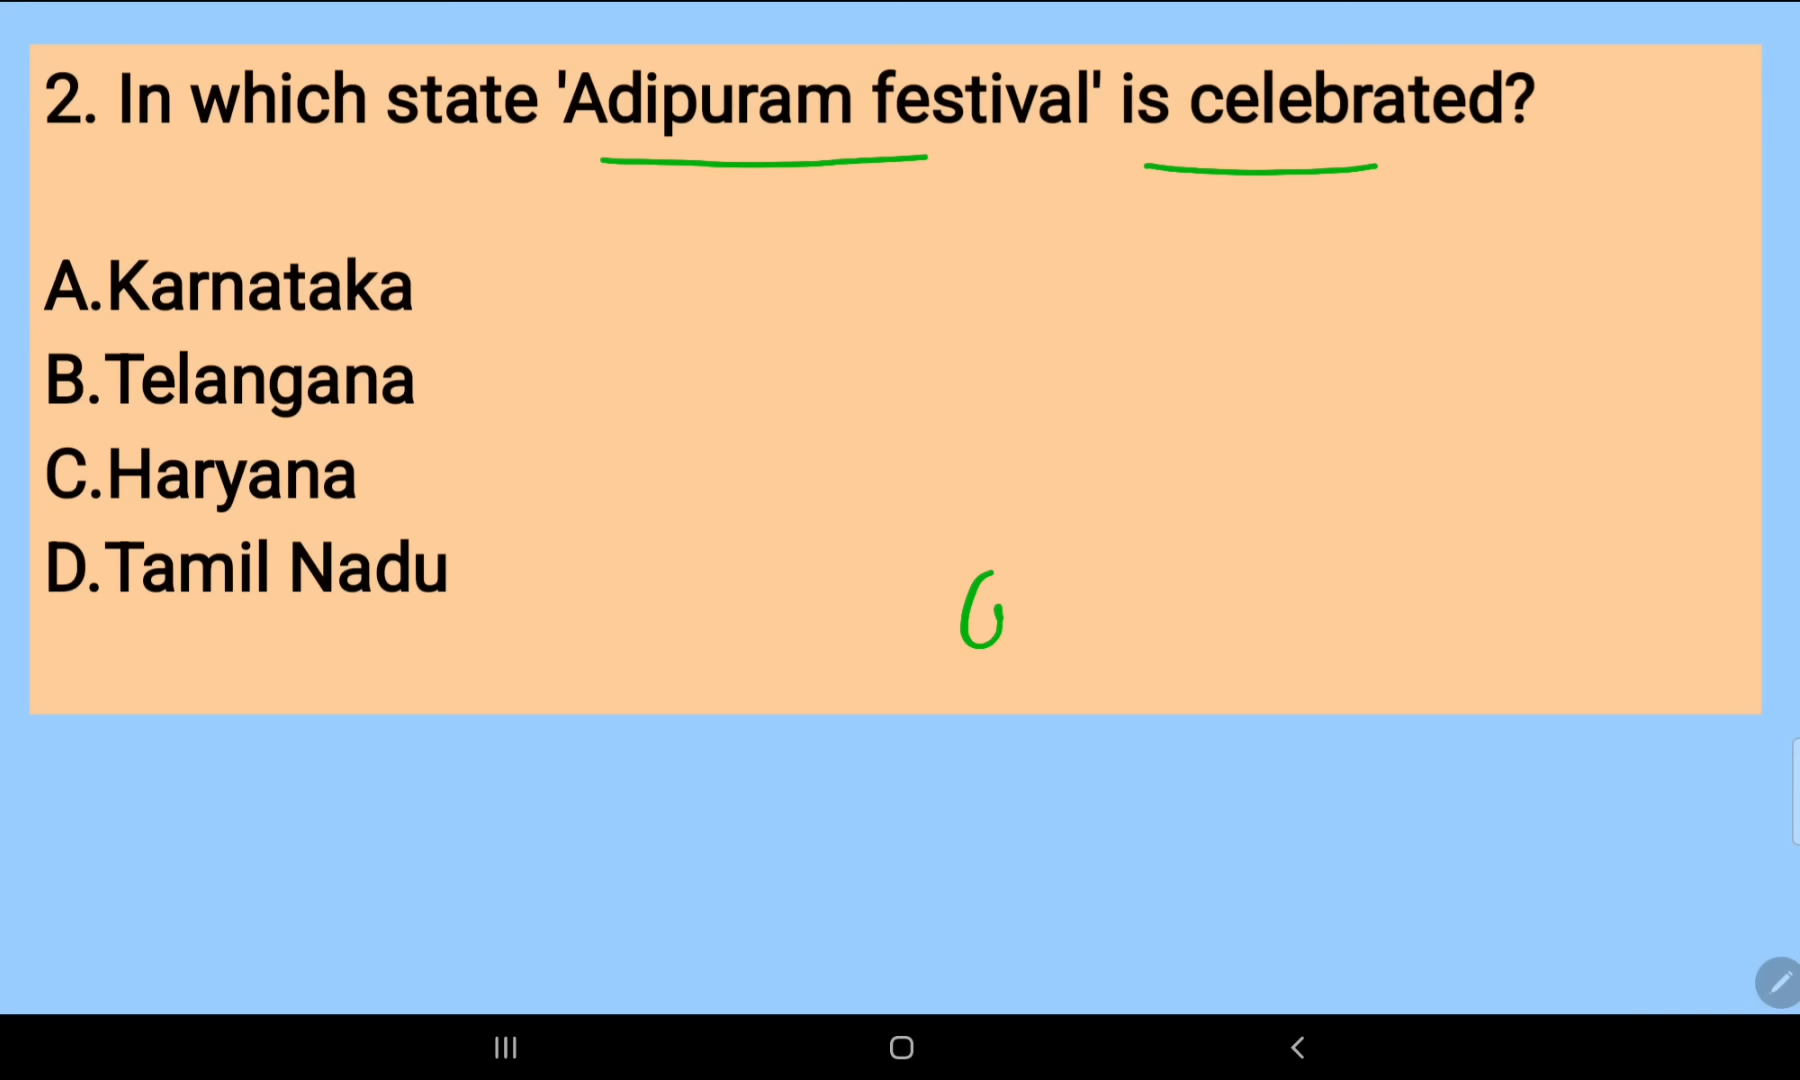 2. In which state 'Adipuram festival' is celebrated?
A.Karnataka
B.Telangana
C.Haryana
D.Tamil Nadu